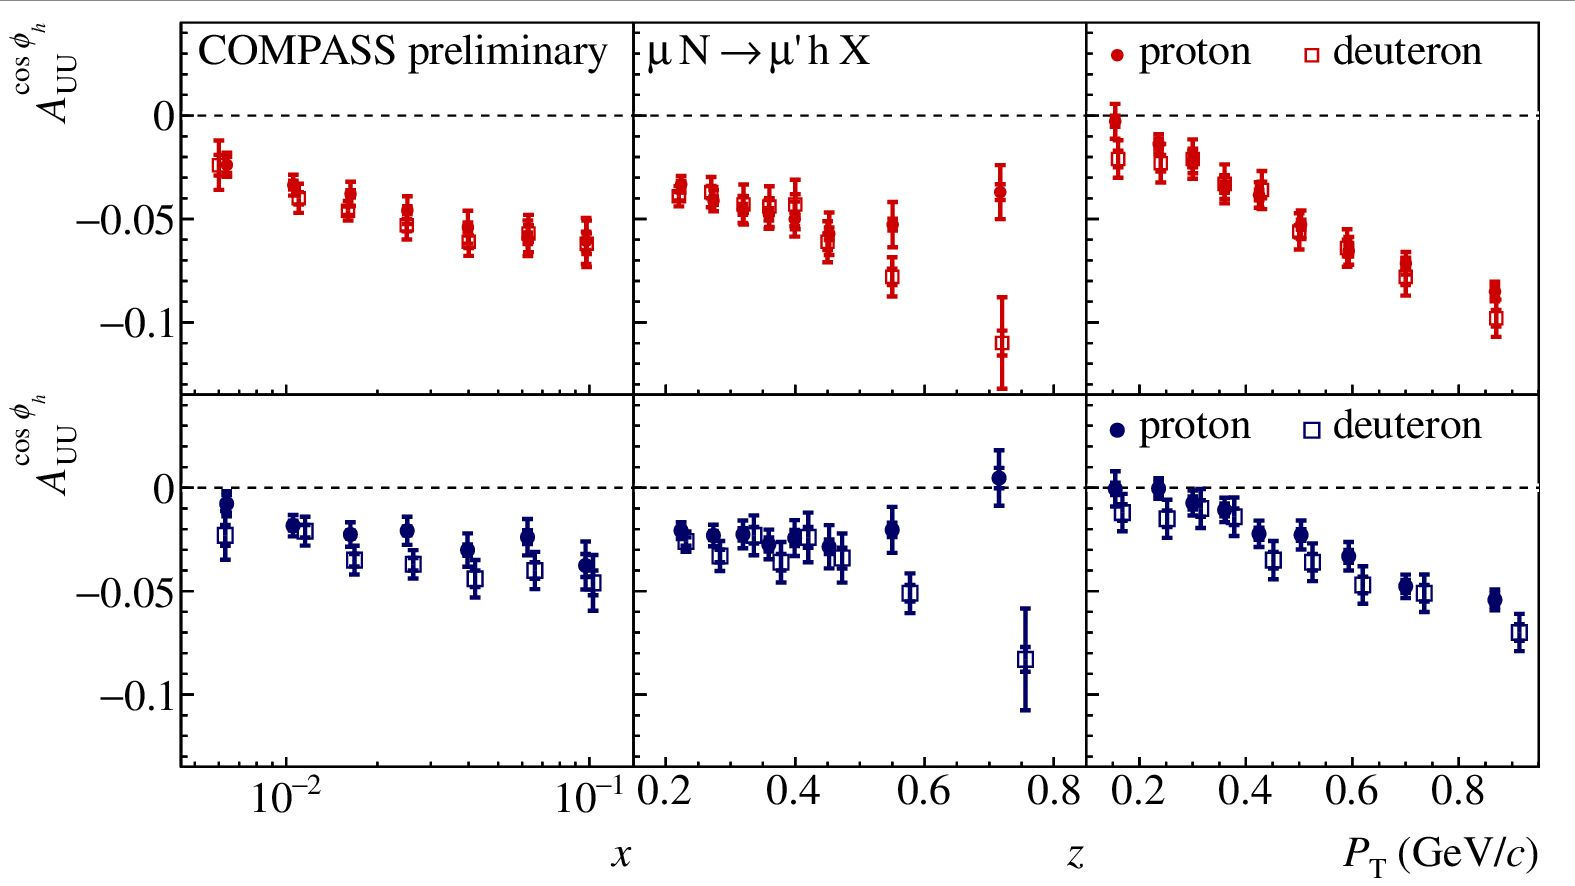 COMPASS preliminary
μ N → μ' h X
proton deuteron
A_UU^cos ϕ_h
0
−0.05
−0.1
proton deuteron
A_UU^cos ϕ_h
0
−0.05
−0.1
10⁻² 10⁻¹ 0.2 0.4 0.6 0.8 0.2 0.4 0.6 0.8
x z P_T (GeV/c)